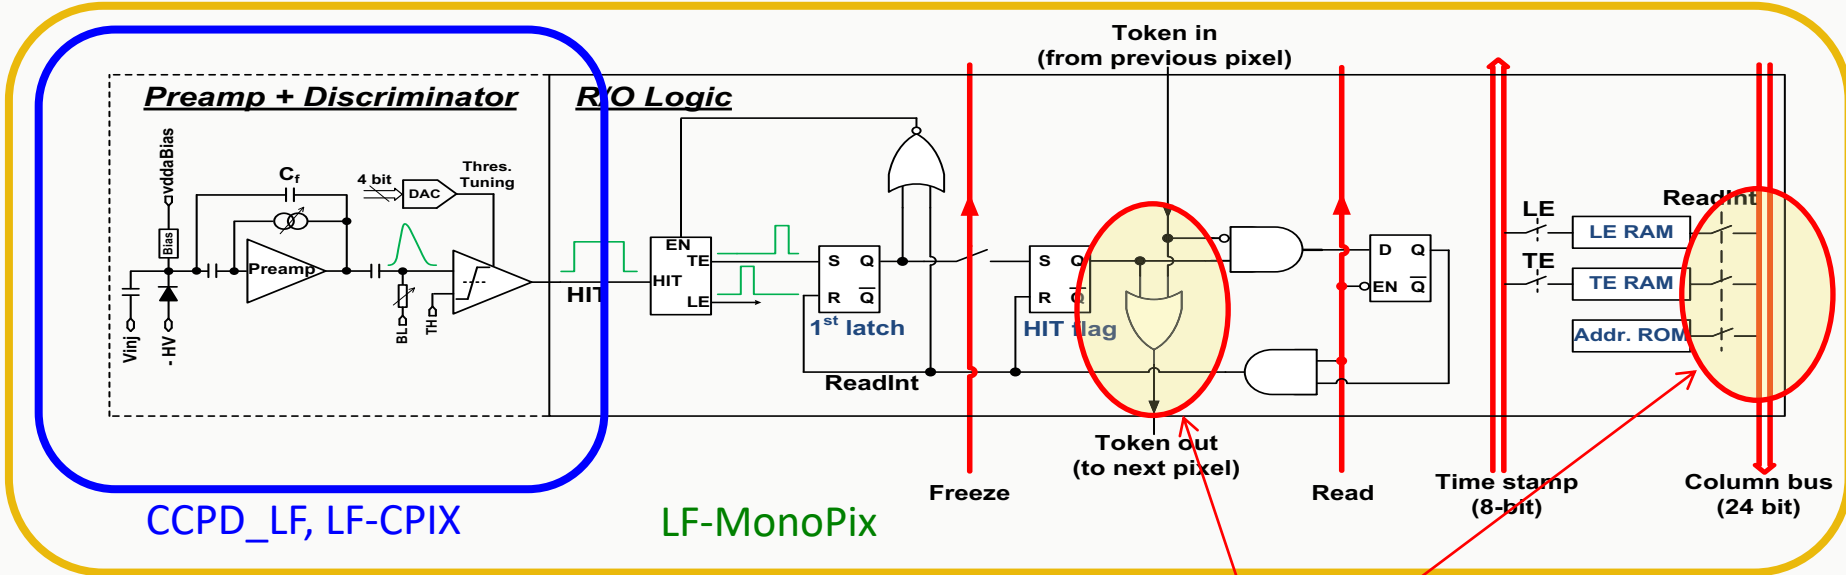 Token in
(from previous pixel)
Preamp + Discriminator
R/O Logic
vddaBias
Bias
Cf
4 bit
DAC
Thres.
Tuning
Preamp
Vinj
- HV
BL
TH
HIT
EN
TE
HIT
LE
S Q
R Q
1st latch
ReadInt
S Q
R Q
HIT flag
D Q
EN Q
LE
TE
ReadInt
LE RAM
TE RAM
Addr. ROM
Token out
(to next pixel)
Freeze
Read
Time stamp
(8-bit)
Column bus
(24 bit)
CCPD_LF, LF-CPIX
LF-MonoPix